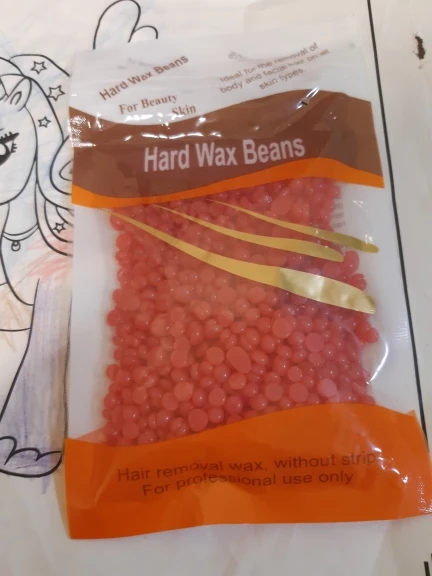 Hard Wax Beans
For Beauty
Skin
Ideal for the removal of
body and facial hair on all
skin types.
Hard Wax Beans
Hair removal wax, without strip
For professional use only